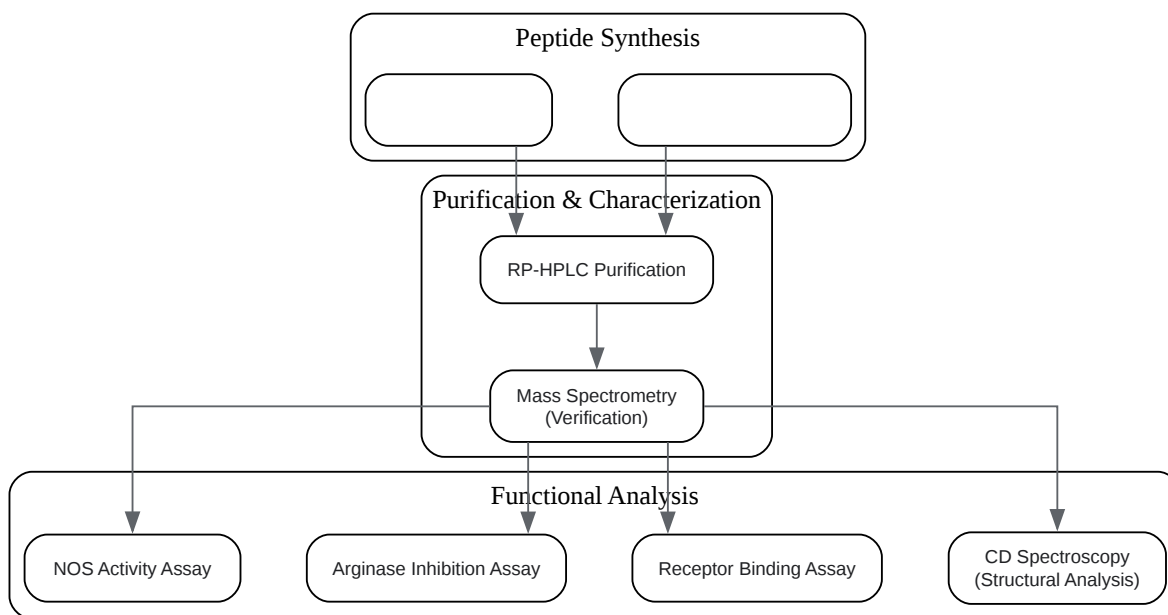 Peptide Synthesis
Purification & Characterization
RP-HPLC Purification
Mass Spectrometry
(Verification)
Functional Analysis
NOS Activity Assay
Arginase Inhibition Assay
Receptor Binding Assay
CD Spectroscopy
(Structural Analysis)